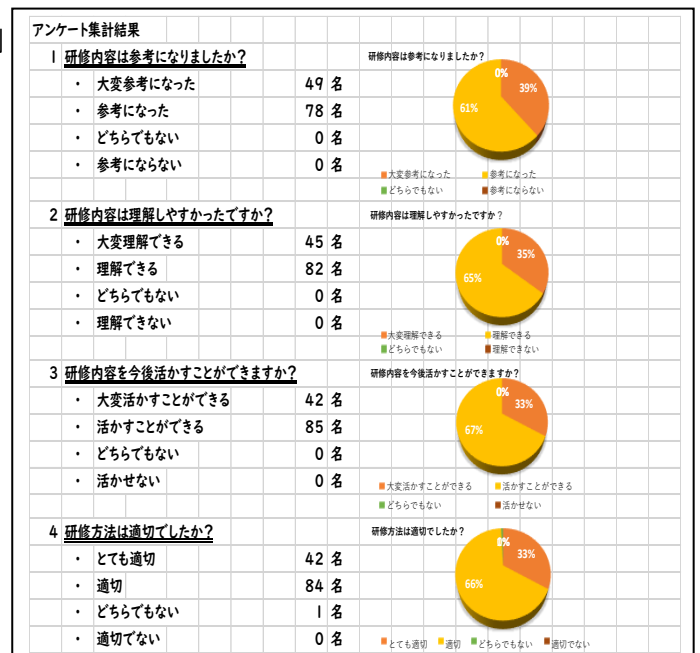 アンケート集計結果
1 研修内容は参考になりましたか？
・ 大変参考になった 49 名
・ 参考になった 78 名
・ どちらでもない 0 名
・ 参考にならない 0 名
研修内容は参考になりましたか？
0%
39%
61%
大変参考になった 参考になった
どちらでもない 参考にならない
2 研修内容は理解しやすかったですか？
・ 大変理解できる 45 名
・ 理解できる 82 名
・ どちらでもない 0 名
・ 理解できない 0 名
研修内容は理解しやすかったですか？
0%
35%
65%
大変理解できる 理解できる
どちらでもない 理解できない
3 研修内容を今後活かすことができますか？
・ 大変活かすことができる 42 名
・ 活かすことができる 85 名
・ どちらでもない 0 名
・ 活かせない 0 名
研修内容を今後活かすことができますか？
0%
33%
67%
大変活かすことができる 活かすことができる
どちらでもない 活かせない
4 研修方法は適切でしたか？
・ とても適切 42 名
・ 適切 84 名
・ どちらでもない 1 名
・ 適切でない 0 名
研修方法は適切でしたか？
33%
66%
とても適切 適切 どちらでもない 適切でない